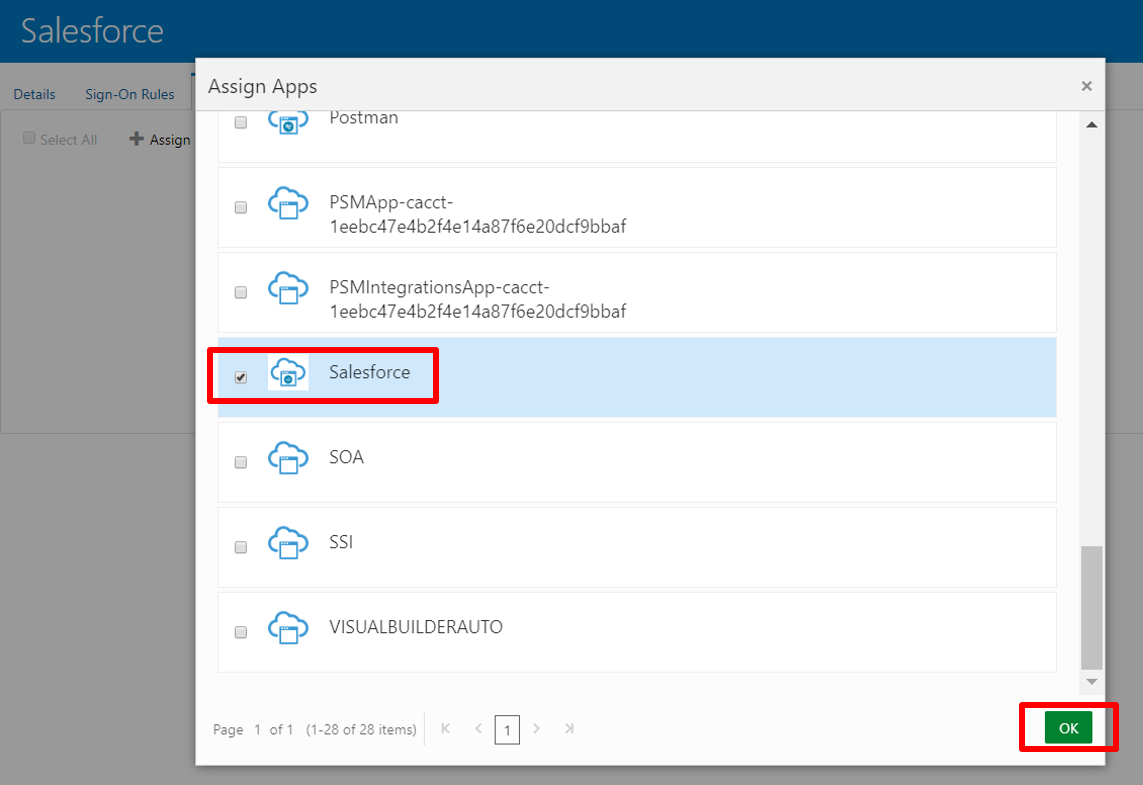 Salesforce
Details Sign-On Rules
Select All Assign
Assign Apps
Postman
PSMApp-cacct-
1eebc47e4b2f4e14a87f6e20dcf9bbaf
PSMIntegrationsApp-cacct-
1eebc47e4b2f4e14a87f6e20dcf9bbaf
Salesforce
SOA
SSI
VISUALBUILDERAUTO
Page 1 of 1 (1-28 of 28 items) 1
OK